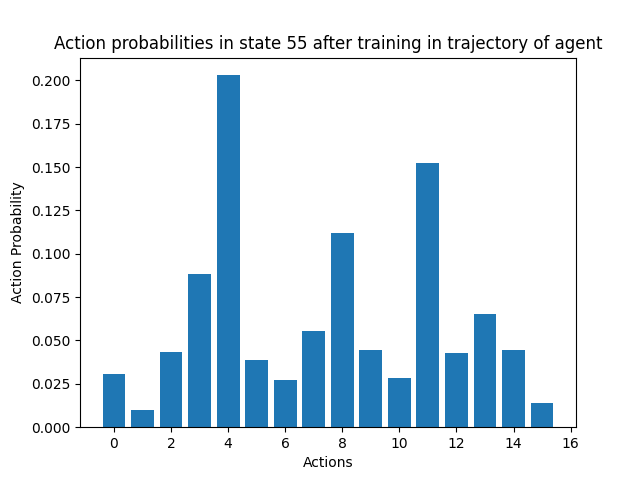 Action probabilities in state 55 after training in trajectory of agent
Action Probability
0.200
0.175
0.150
0.125
0.100
0.075
0.050
0.025
0.000
0 2 4 6 8 10 12 14 16
Actions